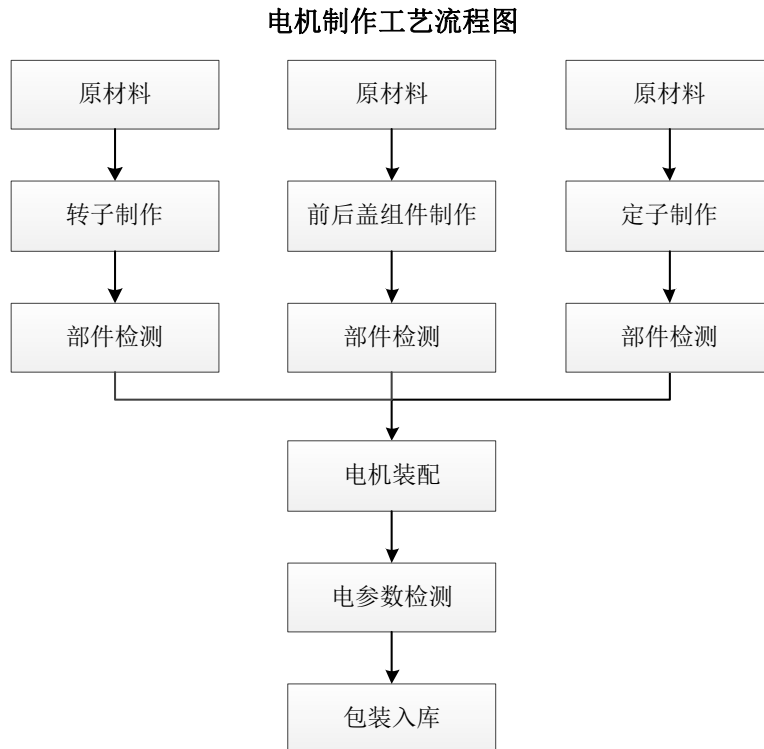 电机制作工艺流程图
原材料
原材料
原材料
转子制作
前后盖组件制作
定子制作
部件检测
部件检测
部件检测
电机装配
电参数检测
包装入库